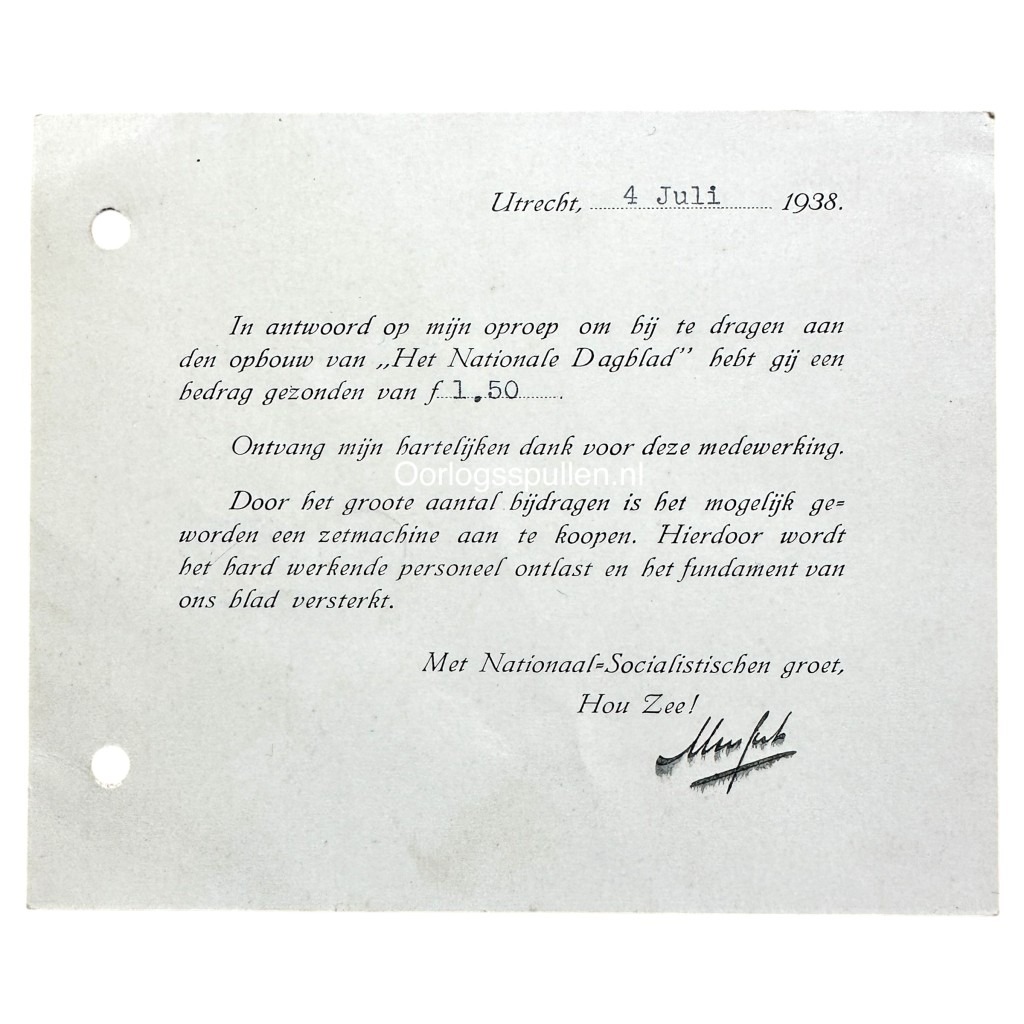 Utrecht, 4 Juli 1938.
In antwoord op mijn oproep om bij te dragen aan
den opbouw van „Het Nationale Dagblad” hebt gij een
bedrag gezonden van f 1.50.
Ontvang mijn hartelijken dank voor deze medewerking.
Oorlogsspullen.nl
Door het groote aantal bijdragen is het mogelijk ge=
worden een zetmachine aan te koopen. Hierdoor wordt
het hard werkende personeel ontlast en het fundament van
ons blad versterkt.
Met Nationaal=Socialistischen groet,
Hou Zee!
Mussert